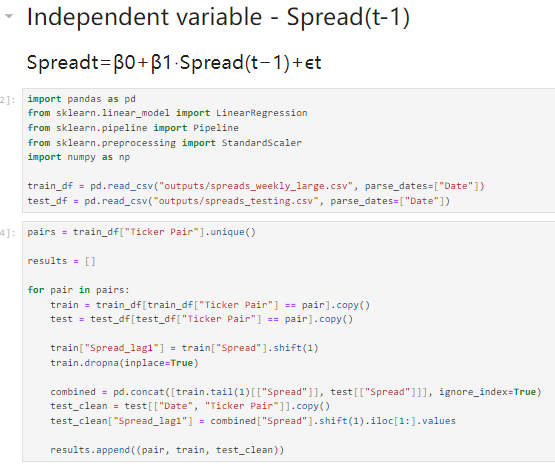 Independent variable - Spread(t-1)
Spreadt=β0+β1·Spread(t−1)+ϵt
2]:
import pandas as pd
from sklearn.linear_model import LinearRegression
from sklearn.pipeline import Pipeline
from sklearn.preprocessing import StandardScaler
import numpy as np
train_df = pd.read_csv("outputs/spreads_weekly_large.csv", parse_dates=["Date"])
test_df = pd.read_csv("outputs/spreads_testing.csv", parse_dates=["Date"])
4]:
pairs = train_df["Ticker Pair"].unique()
results = []
for pair in pairs:
    train = train_df[train_df["Ticker Pair"] == pair].copy()
    test = test_df[test_df["Ticker Pair"] == pair].copy()
    train["Spread_lag1"] = train["Spread"].shift(1)
    train.dropna(inplace=True)
    combined = pd.concat([train.tail(1)[["Spread"]], test[["Spread"]]], ignore_index=True)
    test_clean = test[["Date", "Ticker Pair"]].copy()
    test_clean["Spread_lag1"] = combined["Spread"].shift(1).iloc[1:].values
    results.append((pair, train, test_clean))